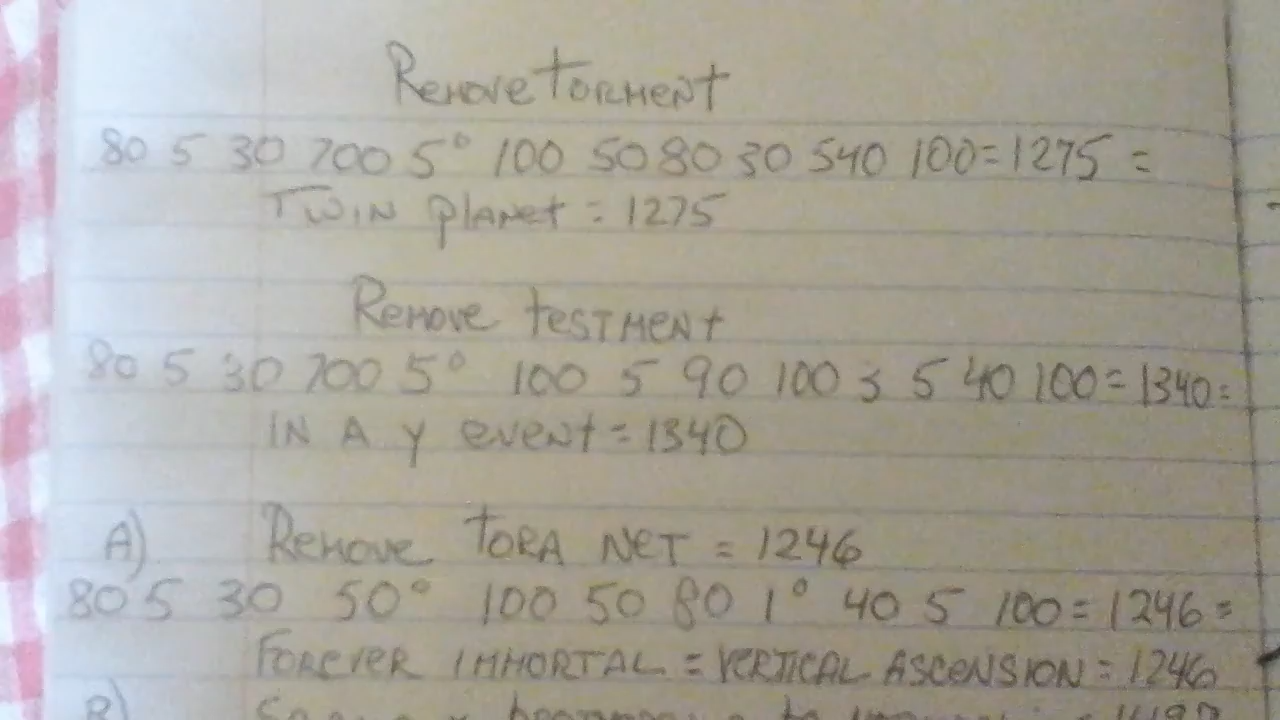 Remove torment
80 5 30 700 5° 100 50 80 30 5 40 100 = 1275 =
Twin planet = 1275
Remove testment
80 5 30 700 5° 100 5 90 100 3 5 40 100 = 1340 =
IN A Y event = 1340
A) Remove TORA NET = 1246
80 5 30 50° 100 50 80 1° 40 5 100 = 1246 =
FOREVER IMMORTAL = VERTICAL ASCENSION = 1246
B)